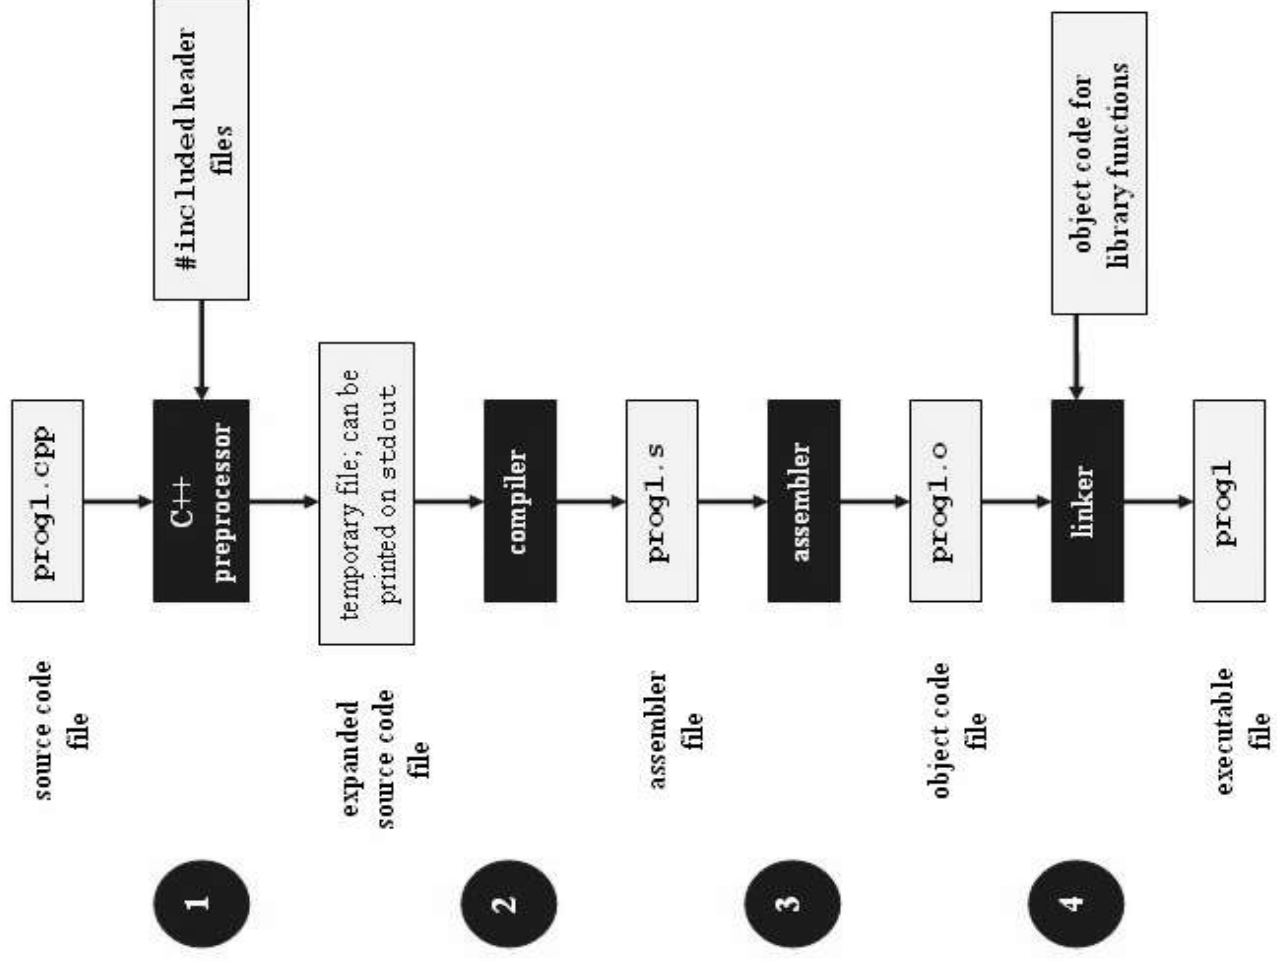 source code
file
prog1.cpp
1
C++
preprocessor
#included header
files
expanded
source code
file
temporary file; can be
printed on stdout
2
compiler
assembler
file
prog1.s
3
assembler
object code
file
prog1.o
4
linker
object code for
library functions
executable
file
prog1